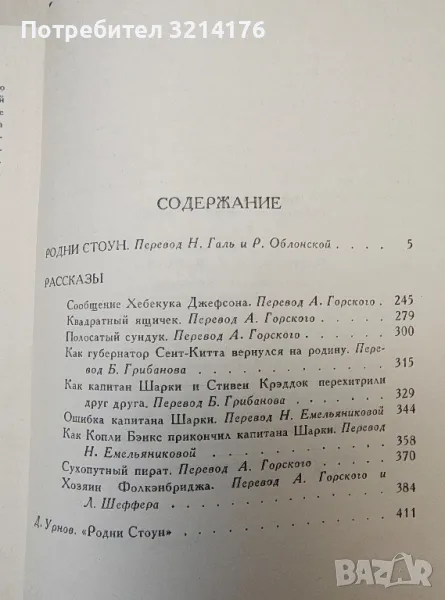 Потребител 3214176
СОДЕРЖАНИЕ
РОДНИ СТОУН. Перевод Н. Галь и Р. Облонской . . . . 5
РАССКАЗЫ
Сообщение Хебекука Джефсона. Перевод А. Горского . 245
Квадратный ящичек. Перевод А. Горского . . . . . 279
Полосатый сундук. Перевод А. Горского . . . . . 300
Как губернатор Сент-Китта вернулся на родину. Пере-
вод Б. Грибанова . . . . . . . . . . . 315
Как капитан Шарки и Стивен Крэддок перехитрили
друг друга. Перевод Б. Грибанова . . . . . . 329
Ошибка капитана Шарки. Перевод Н. Емельяниковой 344
Как Копли Бэнкс прикончил капитана Шарки. Перевод
Н. Емельяниковой . . . . . . . . . . . 358
Сухопутный пират. Перевод А. Горского . . . . . 370
Хозяин Фолкэнбриджа. Перевод А. Горского и
Л. Шеффера . . . . . . . . . . . . . 384
Д. Урнов. «Родни Стоун» . . . . . . . . . . 411
BAZAR